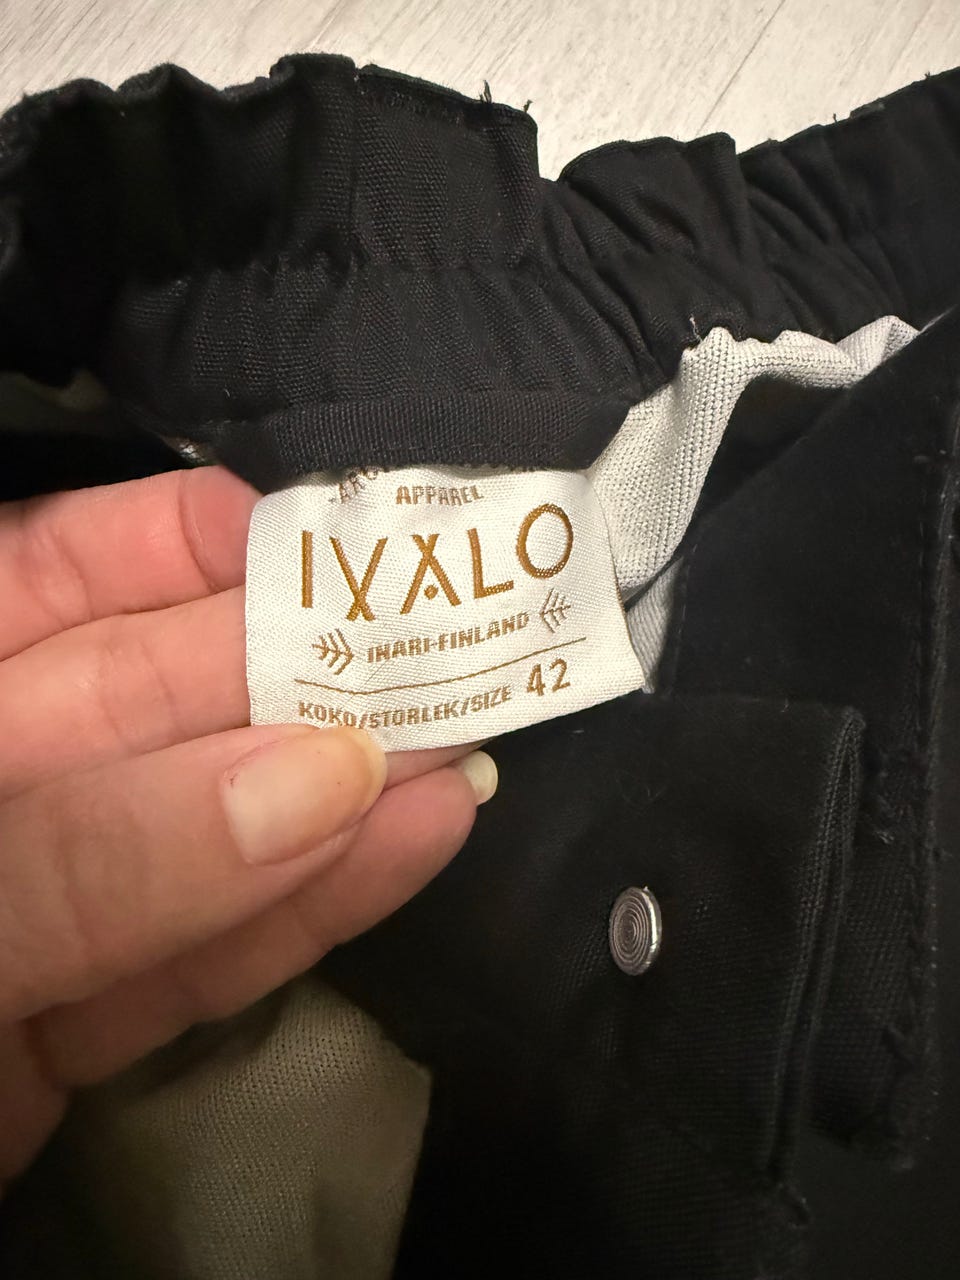 APPAREL
IVALO
INARI-FINLAND
KOKO/STORLEK/SIZE 42